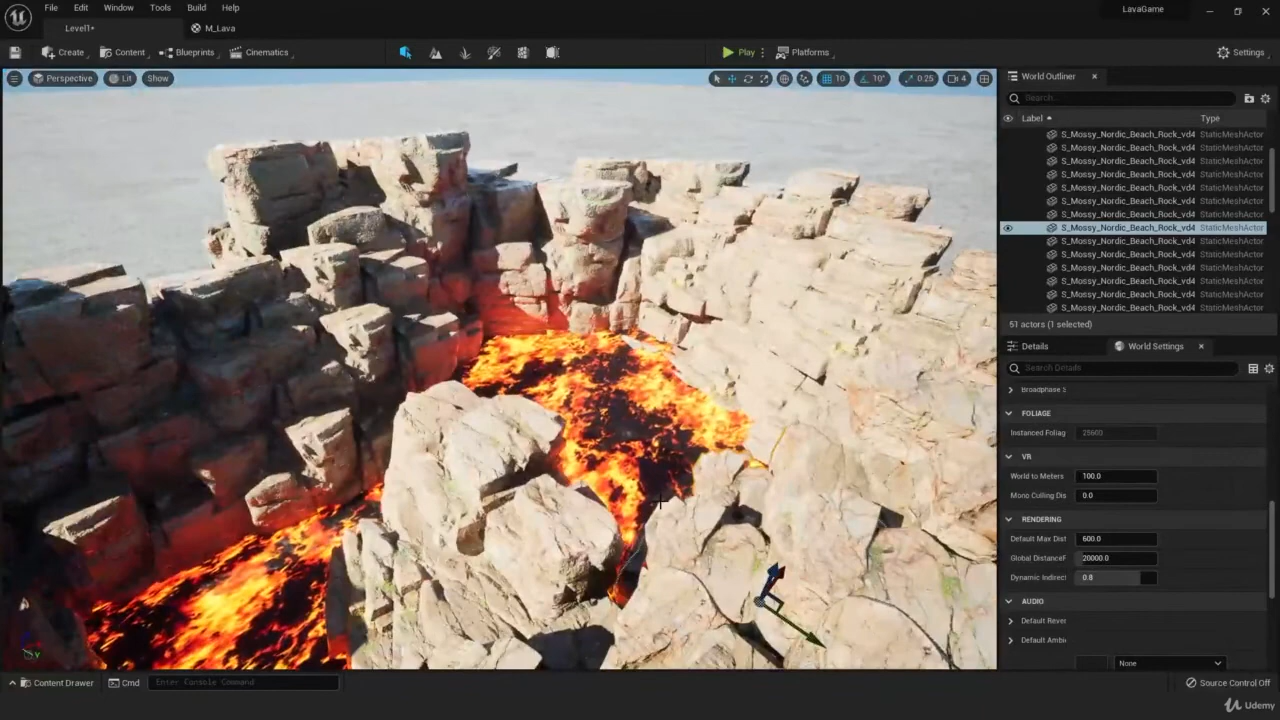 File Edit Window Tools Build Help
LavaGame
Level1•
M_Lava
Create
Content
Blueprints
Cinematics
Play
Platforms
Settings
Perspective
Lit
Show
10
10°
0.25
4
World Outliner
Search...
Label
Type
S_Mossy_Nordic_Beach_Rock_vd4 StaticMeshActor
S_Mossy_Nordic_Beach_Rock_vd4 StaticMeshActor
S_Mossy_Nordic_Beach_Rock_vd4 StaticMeshActor
S_Mossy_Nordic_Beach_Rock_vd4 StaticMeshActor
S_Mossy_Nordic_Beach_Rock_vd4 StaticMeshActor
S_Mossy_Nordic_Beach_Rock_vd4 StaticMeshActor
S_Mossy_Nordic_Beach_Rock_vd4 StaticMeshActor
S_Mossy_Nordic_Beach_Rock_vd4 StaticMeshActor
S_Mossy_Nordic_Beach_Rock_vd4 StaticMeshActor
S_Mossy_Nordic_Beach_Rock_vd4 StaticMeshActor
S_Mossy_Nordic_Beach_Rock_vd4 StaticMeshActor
S_Mossy_Nordic_Beach_Rock_vd4 StaticMeshActor
S_Mossy_Nordic_Beach_Rock_vd4 StaticMeshActor
S_Mossy_Nordic_Beach_Rock_vd4 StaticMeshActor
51 actors (1 selected)
Details
World Settings
Search Details
Broadphase S
FOLIAGE
Instanced Foliag 25600
VR
World to Meters 100.0
Mono Culling Dis 0.0
RENDERING
Default Max Dist 600.0
Global DistanceF 20000.0
Dynamic Indirect 0.8
AUDIO
Default Rever
Default Ambi
None
Content Drawer
Cmd
Enter Console Command
Source Control Off
Udemy